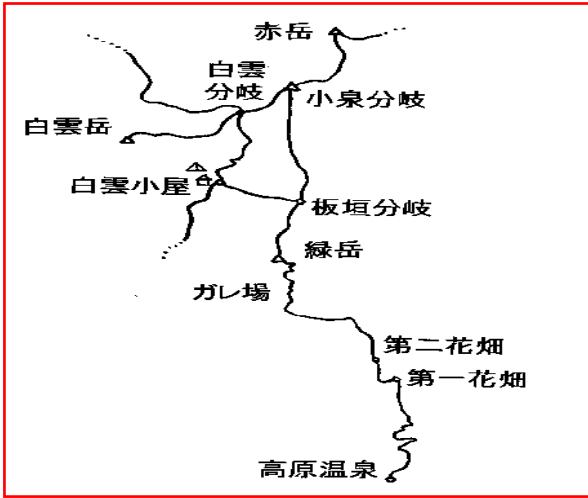 赤岳
白雲
分岐
小泉分岐
白雲岳
白雲小屋
板垣分岐
緑岳
ガレ場
第二花畑
第一花畑
高原温泉